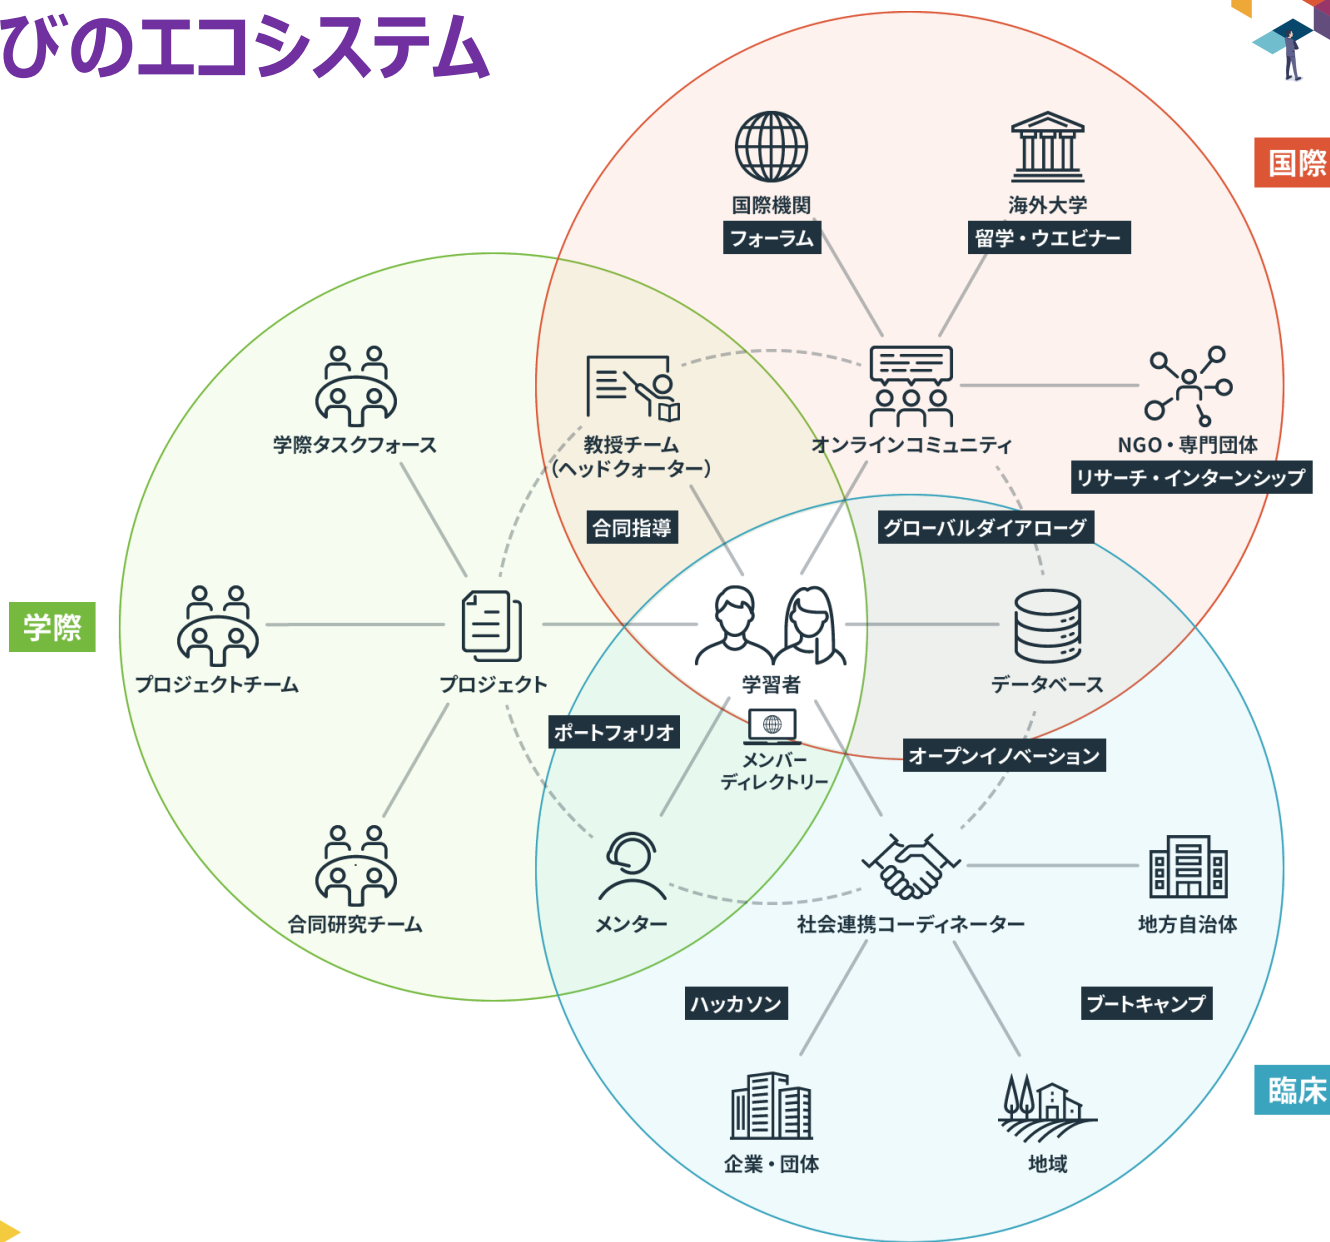 びのエコシステム
国際
国際機関
フォーラム
海外大学
留学・ウエビナー
学際タスクフォース
教授チーム
（ヘッドクォーター）
オンラインコミュニティ
NGO・専門団体
リサーチ・インターンシップ
合同指導
グローバルダイアローグ
学際
プロジェクトチーム
プロジェクト
学習者
データベース
ポートフォリオ
メンバー
ディレクトリー
オープンイノベーション
合同研究チーム
メンター
社会連携コーディネーター
地方自治体
ハッカソン
ブートキャンプ
臨床
企業・団体
地域